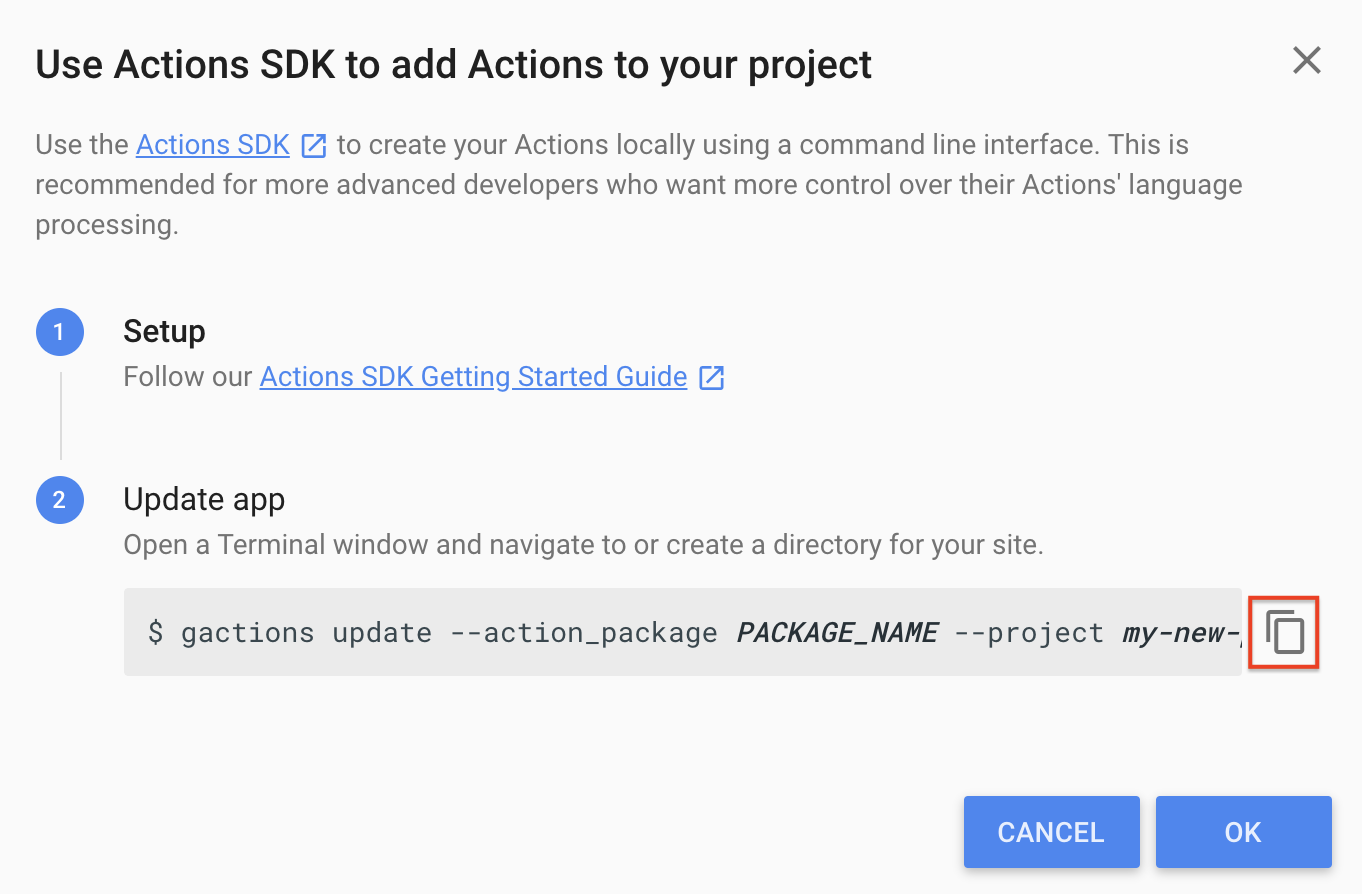 Use Actions SDK to add Actions to your project
Use the Actions SDK to create your Actions locally using a command line interface. This is
recommended for more advanced developers who want more control over their Actions' language
processing.
1 Setup
Follow our Actions SDK Getting Started Guide
2 Update app
Open a Terminal window and navigate to or create a directory for your site.
$ gactions update --action_package PACKAGE_NAME --project my-new-
CANCEL OK